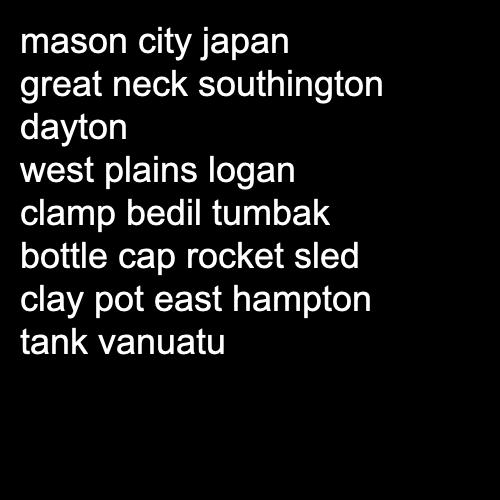 mason city japan
great neck southington
dayton
west plains logan
clamp bedil tumbak
bottle cap rocket sled
clay pot east hampton
tank vanuatu